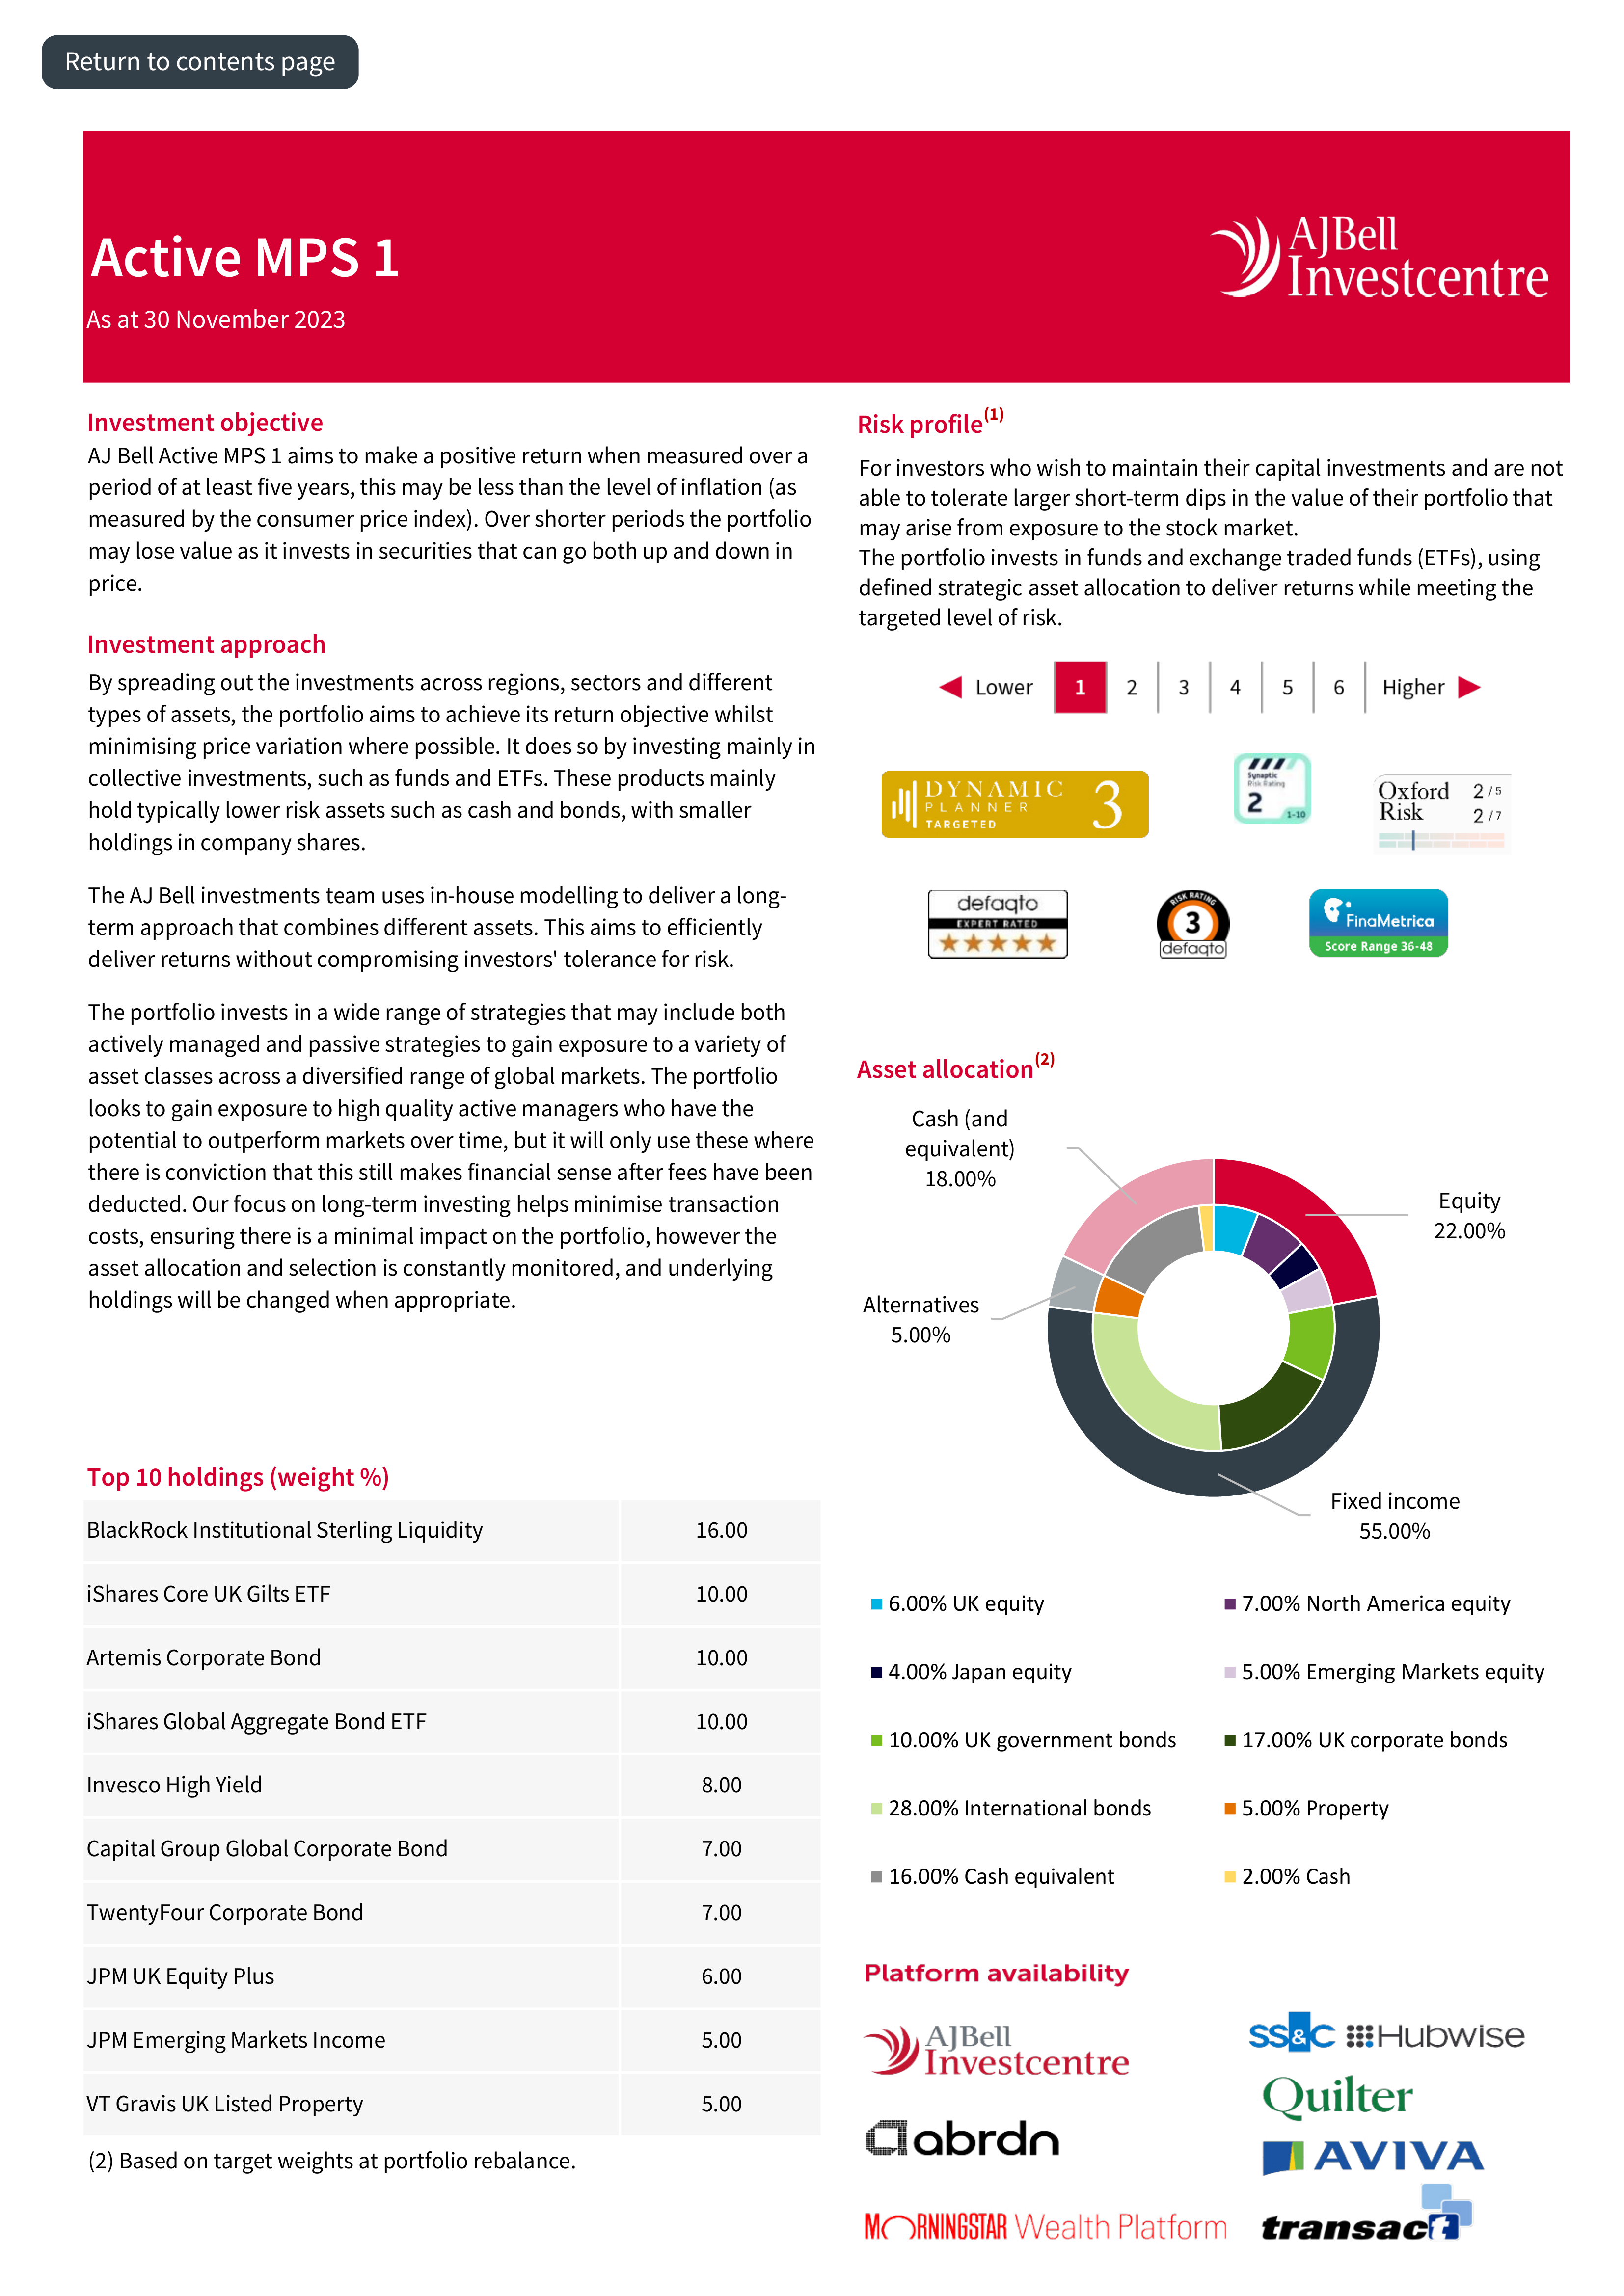 Return to contents page
Active MPS 1
As at 30 November 2023
AJBell
Investcentre
Investment objective
AJ Bell Active MPS 1 aims to make a positive return when measured over a
period of at least five years, this may be less than the level of inflation (as
measured by the consumer price index). Over shorter periods the portfolio
may lose value as it invests in securities that can go both up and down in
price.
Investment approach
By spreading out the investments across regions, sectors and different
types of assets, the portfolio aims to achieve its return objective whilst
minimising price variation where possible. It does so by investing mainly in
collective investments, such as funds and ETFs. These products mainly
hold typically lower risk assets such as cash and bonds, with smaller
holdings in company shares.
The AJ Bell investments team uses in-house modelling to deliver a long-
term approach that combines different assets. This aims to efficiently
deliver returns without compromising investors' tolerance for risk.
The portfolio invests in a wide range of strategies that may include both
actively managed and passive strategies to gain exposure to a variety of
asset classes across a diversified range of global markets. The portfolio
looks to gain exposure to high quality active managers who have the
potential to outperform markets over time, but it will only use these where
there is conviction that this still makes financial sense after fees have been
deducted. Our focus on long-term investing helps minimise transaction
costs, ensuring there is a minimal impact on the portfolio, however the
asset allocation and selection is constantly monitored, and underlying
holdings will be changed when appropriate.
Top 10 holdings (weight %)
BlackRock Institutional Sterling Liquidity 16.00
iShares Core UK Gilts ETF 10.00
Artemis Corporate Bond 10.00
iShares Global Aggregate Bond ETF 10.00
Invesco High Yield 8.00
Capital Group Global Corporate Bond 7.00
TwentyFour Corporate Bond 7.00
JPM UK Equity Plus 6.00
JPM Emerging Markets Income 5.00
VT Gravis UK Listed Property 5.00
(2) Based on target weights at portfolio rebalance.
Risk profile(1)
For investors who wish to maintain their capital investments and are not
able to tolerate larger short-term dips in the value of their portfolio that
may arise from exposure to the stock market.
The portfolio invests in funds and exchange traded funds (ETFs), using
defined strategic asset allocation to deliver returns while meeting the
targeted level of risk.
Lower 1 2 3 4 5 6 Higher
DYNAMIC
PLANNER
TARGETED
3
Synaptic
Risk Rating
2
1-10
Oxford 2/5
Risk 2/7
defaqto
EXPERT RATED
RISK RATING
3
defaqto
FinaMetrica
Score Range 36-48
Asset allocation(2)
Cash (and
equivalent)
18.00%
Equity
22.00%
Alternatives
5.00%
Fixed income
55.00%
6.00% UK equity
7.00% North America equity
4.00% Japan equity
5.00% Emerging Markets equity
10.00% UK government bonds
17.00% UK corporate bonds
28.00% International bonds
5.00% Property
16.00% Cash equivalent
2.00% Cash
Platform availability
AJBell
Investcentre
SS&C Hubwise
Quilter
abrdn
AVIVA
MORNINGSTAR Wealth Platform
transact